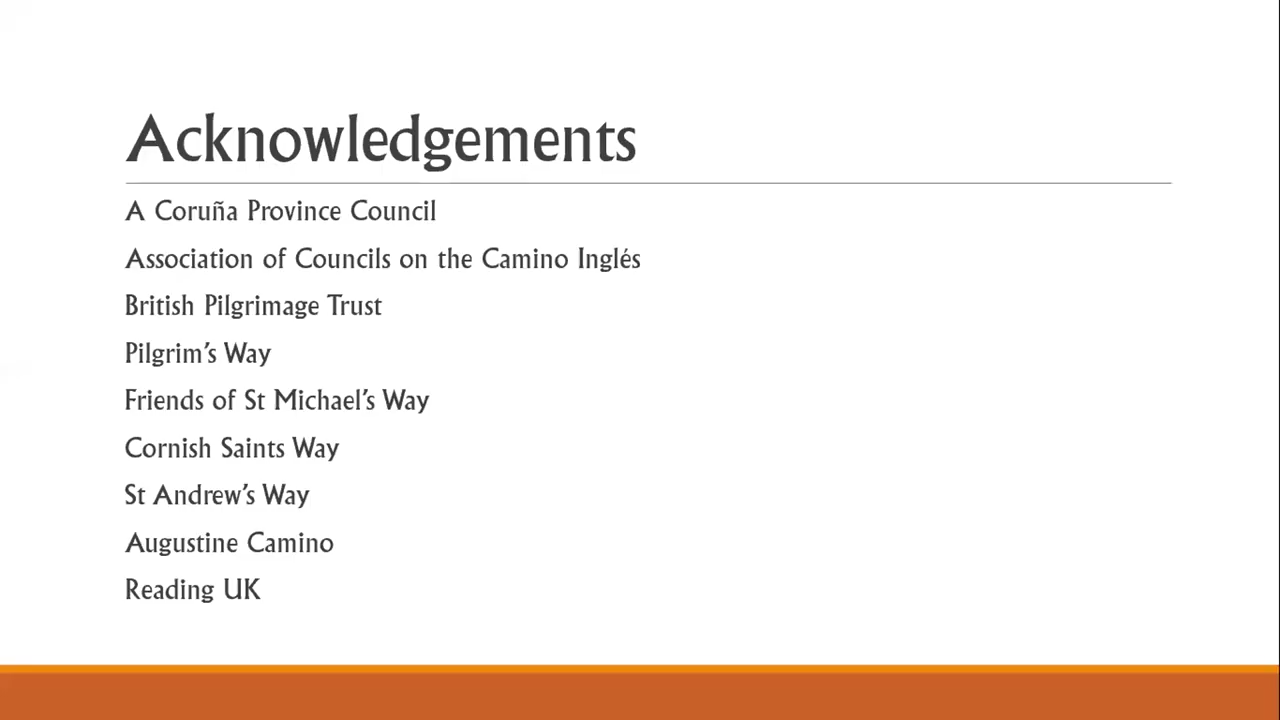 Acknowledgements
A Coruña Province Council
Association of Councils on the Camino Inglés
British Pilgrimage Trust
Pilgrim’s Way
Friends of St Michael’s Way
Cornish Saints Way
St Andrew’s Way
Augustine Camino
Reading UK